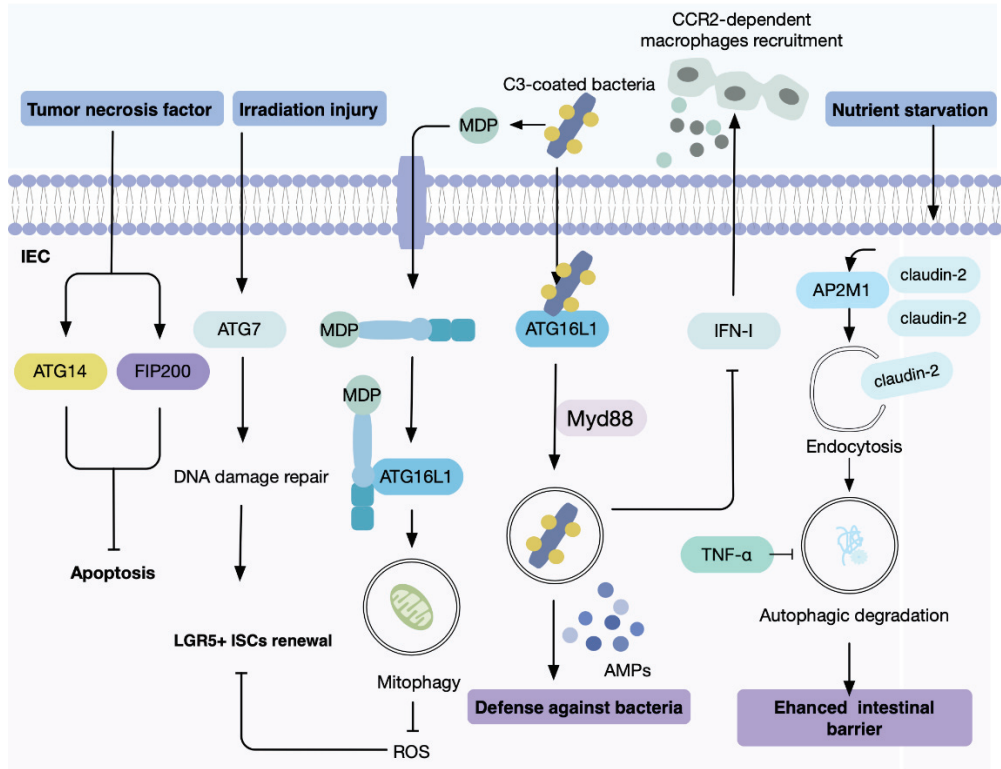 CCR2-dependent
macrophages recruitment
C3-coated bacteria
Tumor necrosis factor
Irradiation injury
MDP
Nutrient starvation
IEC
AP2M1
claudin-2
claudin-2
ATG7
MDP
ATG16L1
IFN-I
ATG14
FIP200
claudin-2
MDP
Myd88
Endocytosis
DNA damage repair
ATG16L1
TNF-α
Apoptosis
Autophagic degradation
LGR5+ ISCs renewal
Mitophagy
AMPs
Defense against bacteria
Ehanced intestinal
barrier
ROS